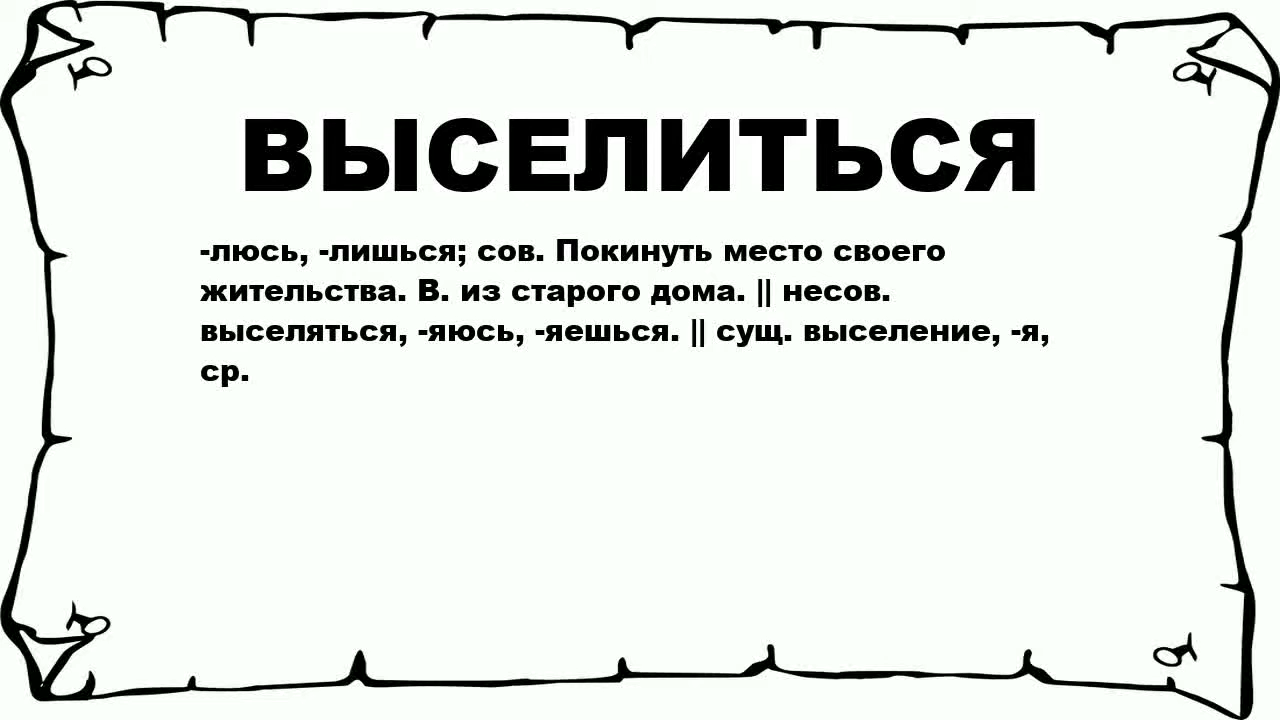 ВЫСЕЛИТЬСЯ
-люсь, -лишься; сов. Покинуть место своего
жительства. В. из старого дома. || несов.
выселяться, -яюсь, -яешься. || сущ. выселение, -я,
ср.